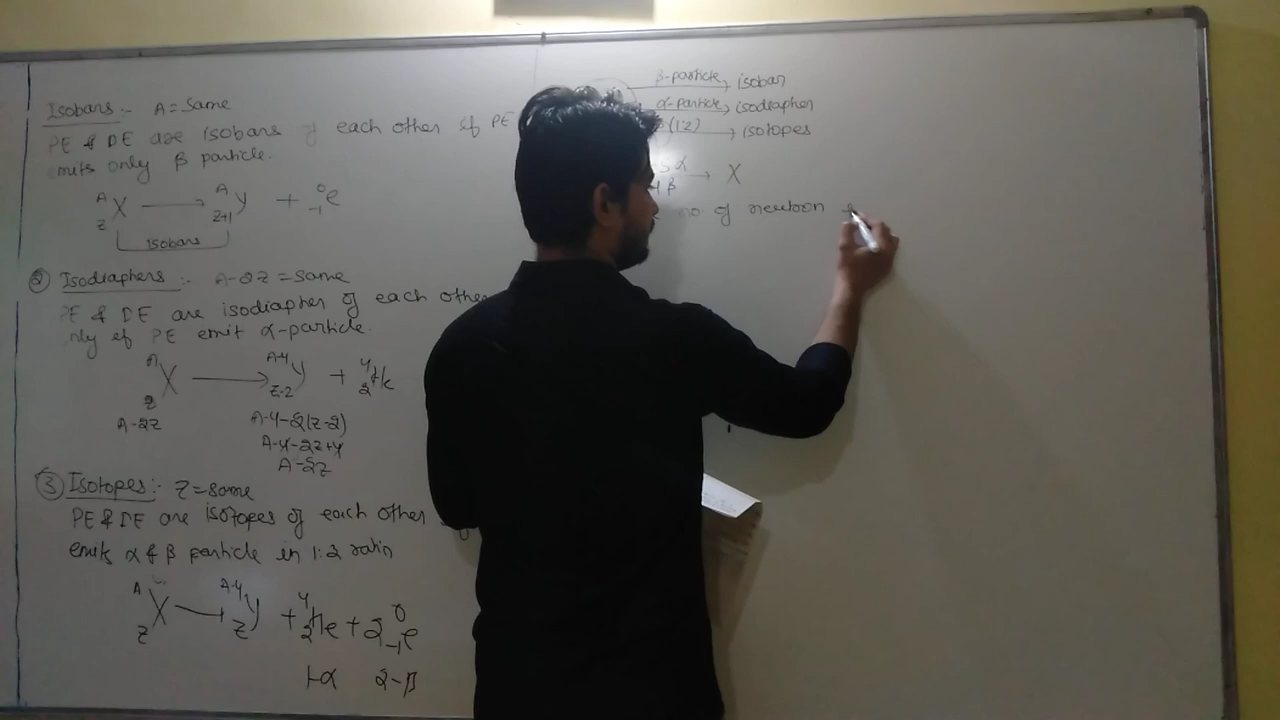 Isobars :- A = Same
PE & DE are isobars of each other if PE
emits only β particle.
A X Z → A Y Z+1 + 0 e -1
isobars
② Isodiaphers :- A-2Z = Same
PE & DE are isodiapher of each other
only if PE emit α-particle.
A X Z → A-4 Y Z-2 + 4 He 2
A-2Z A-4-2(Z-2)
A-4-2Z+4
A-2Z
③ Isotopes :- Z = Same
PE & DE are isotopes of each other
emits α & β particle in 1:2 ratio
A X Z → A-4 Y Z + 4 He 2 + 2 0 e -1
1-α 2-β
β-particle → isobar
α-particle → isodiapher
(1:2) → isotopes
α β → X
no of neutron